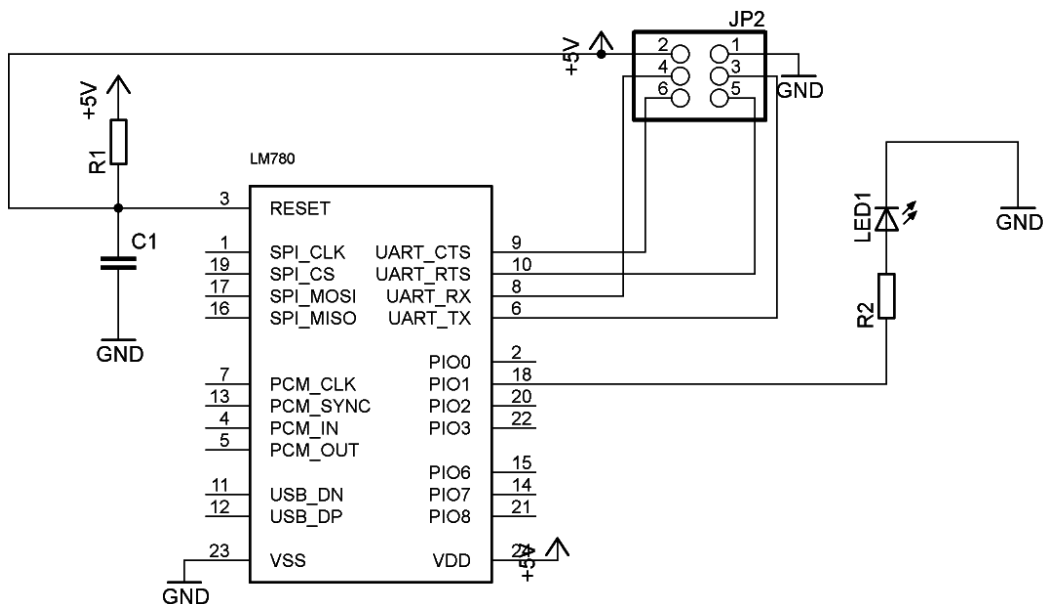 JP2
2 1
4 3
6 5
+5V
GND
+5V
R1
LM780
3 RESET
C1
GND
1 SPI_CLK UART_CTS 9
19 SPI_CS UART_RTS 10
17 SPI_MOSI UART_RX 8
16 SPI_MISO UART_TX 6
PIO0 2
7 PCM_CLK PIO1 18
13 PCM_SYNC PIO2 20
4 PCM_IN PIO3 22
5 PCM_OUT
PIO6 15
11 USB_DN PIO7 14
12 USB_DP PIO8 21
23 VSS VDD 24
+5V
GND
LED1
GND
R2